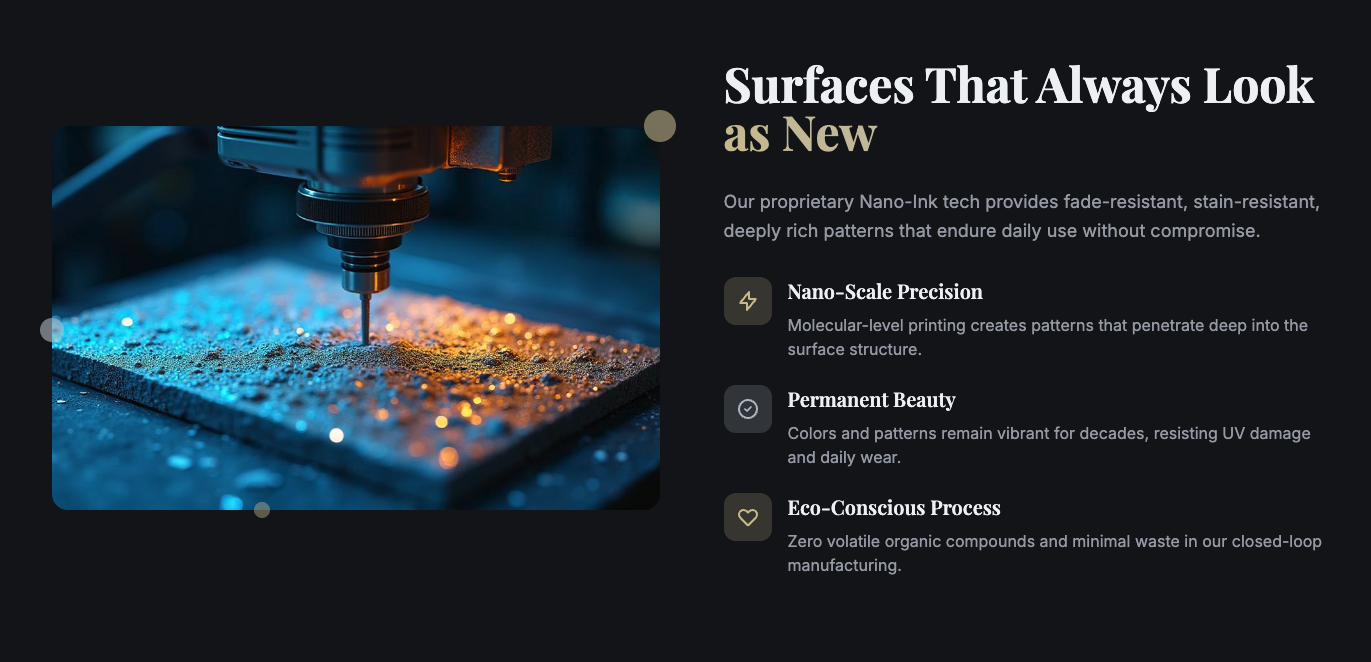 Surfaces That Always Look
as New
Our proprietary Nano-Ink tech provides fade-resistant, stain-resistant,
deeply rich patterns that endure daily use without compromise.
Nano-Scale Precision
Molecular-level printing creates patterns that penetrate deep into the
surface structure.
Permanent Beauty
Colors and patterns remain vibrant for decades, resisting UV damage
and daily wear.
Eco-Conscious Process
Zero volatile organic compounds and minimal waste in our closed-loop
manufacturing.